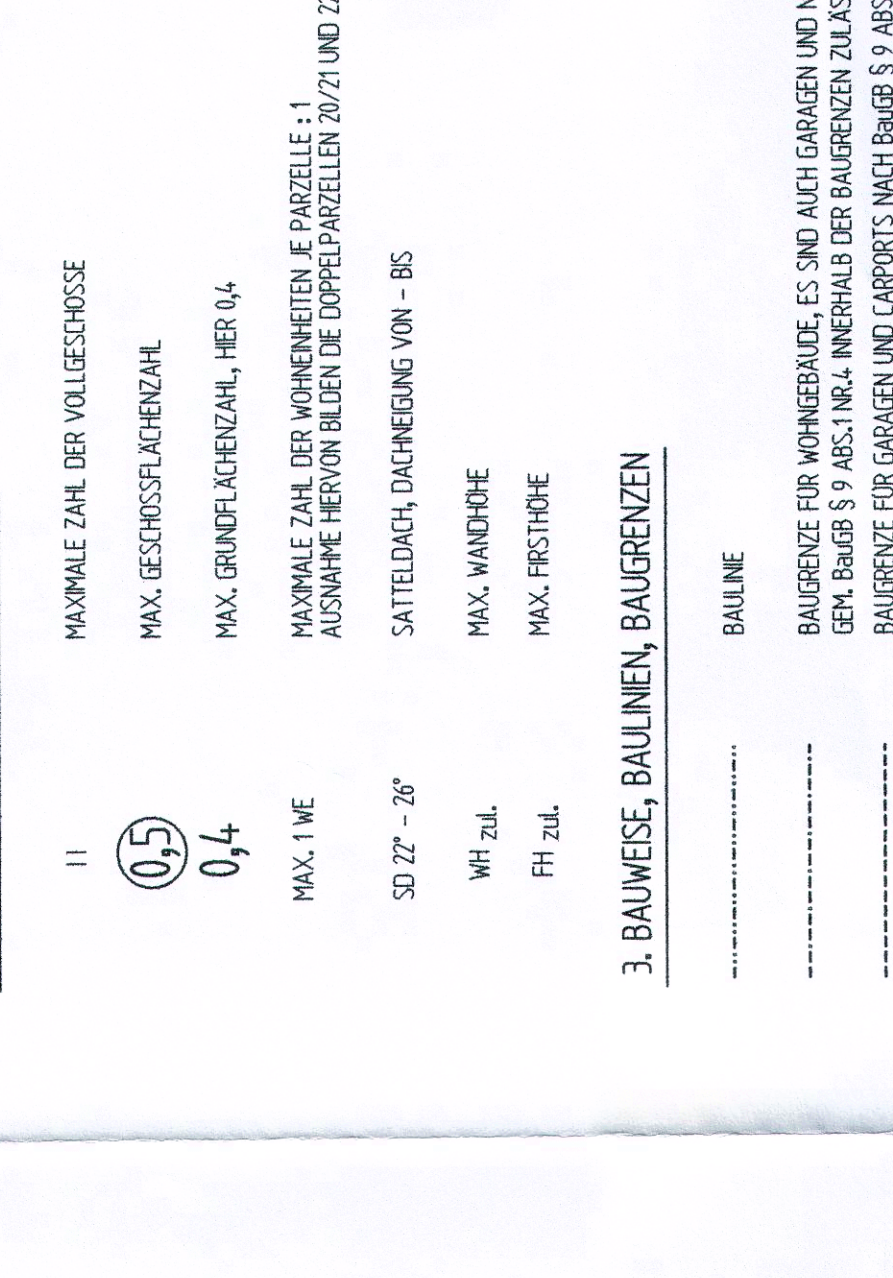 II MAXIMALE ZAHL DER VOLLGESCHOSSE
0,5 MAX. GESCHOSSFLÄCHENZAHL
0,4 MAX. GRUNDFLÄCHENZAHL, HIER 0,4
MAX. 1 WE MAXIMALE ZAHL DER WOHNEINHEITEN JE PARZELLE : 1
AUSNAHME HIERVON BILDEN DIE DOPPELPARZELLEN 20/21 UND 22
SD 22° - 26° SATTELDACH, DACHNEIGUNG VON - BIS
WH zul. MAX. WANDHÖHE
FH zul. MAX. FIRSTHÖHE
3. BAUWEISE, BAULINIEN, BAUGRENZEN
BAULINIE
BAUGRENZE FÜR WOHNGEBÄUDE, ES SIND AUCH GARAGEN UND
GEM. BauGB § 9 ABS.1 NR.4 INNERHALB DER BAUGRENZEN ZULÄS
BAUGRENZE FÜR GARAGEN UND CARPORTS NACH BauGB § 9 ABS